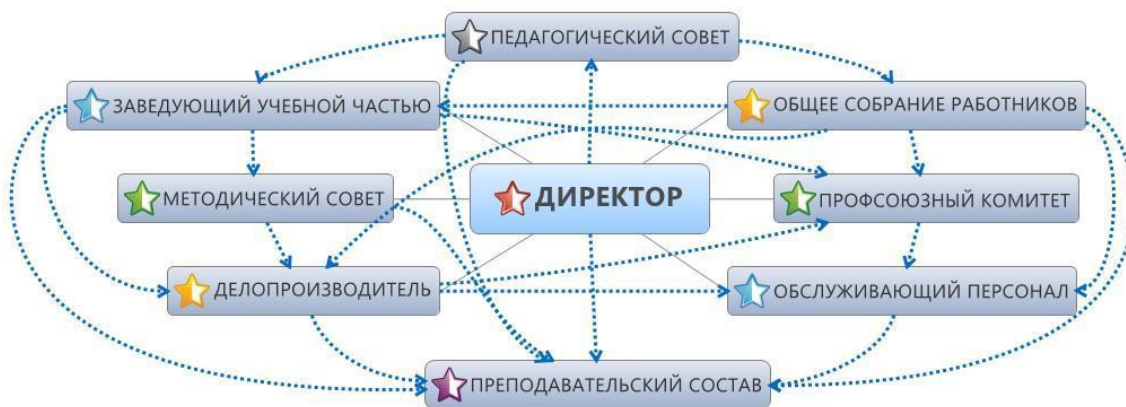 ПЕДАГОГИЧЕСКИЙ СОВЕТ
ЗАВЕДУЮЩИЙ УЧЕБНОЙ ЧАСТЬЮ
ОБЩЕЕ СОБРАНИЕ РАБОТНИКОВ
МЕТОДИЧЕСКИЙ СОВЕТ
ДИРЕКТОР
ПРОФСОЮЗНЫЙ КОМИТЕТ
ДЕЛОПРОИЗВОДИТЕЛЬ
ОБСЛУЖИВАЮЩИЙ ПЕРСОНАЛ
ПРЕПОДАВАТЕЛЬСКИЙ СОСТАВ